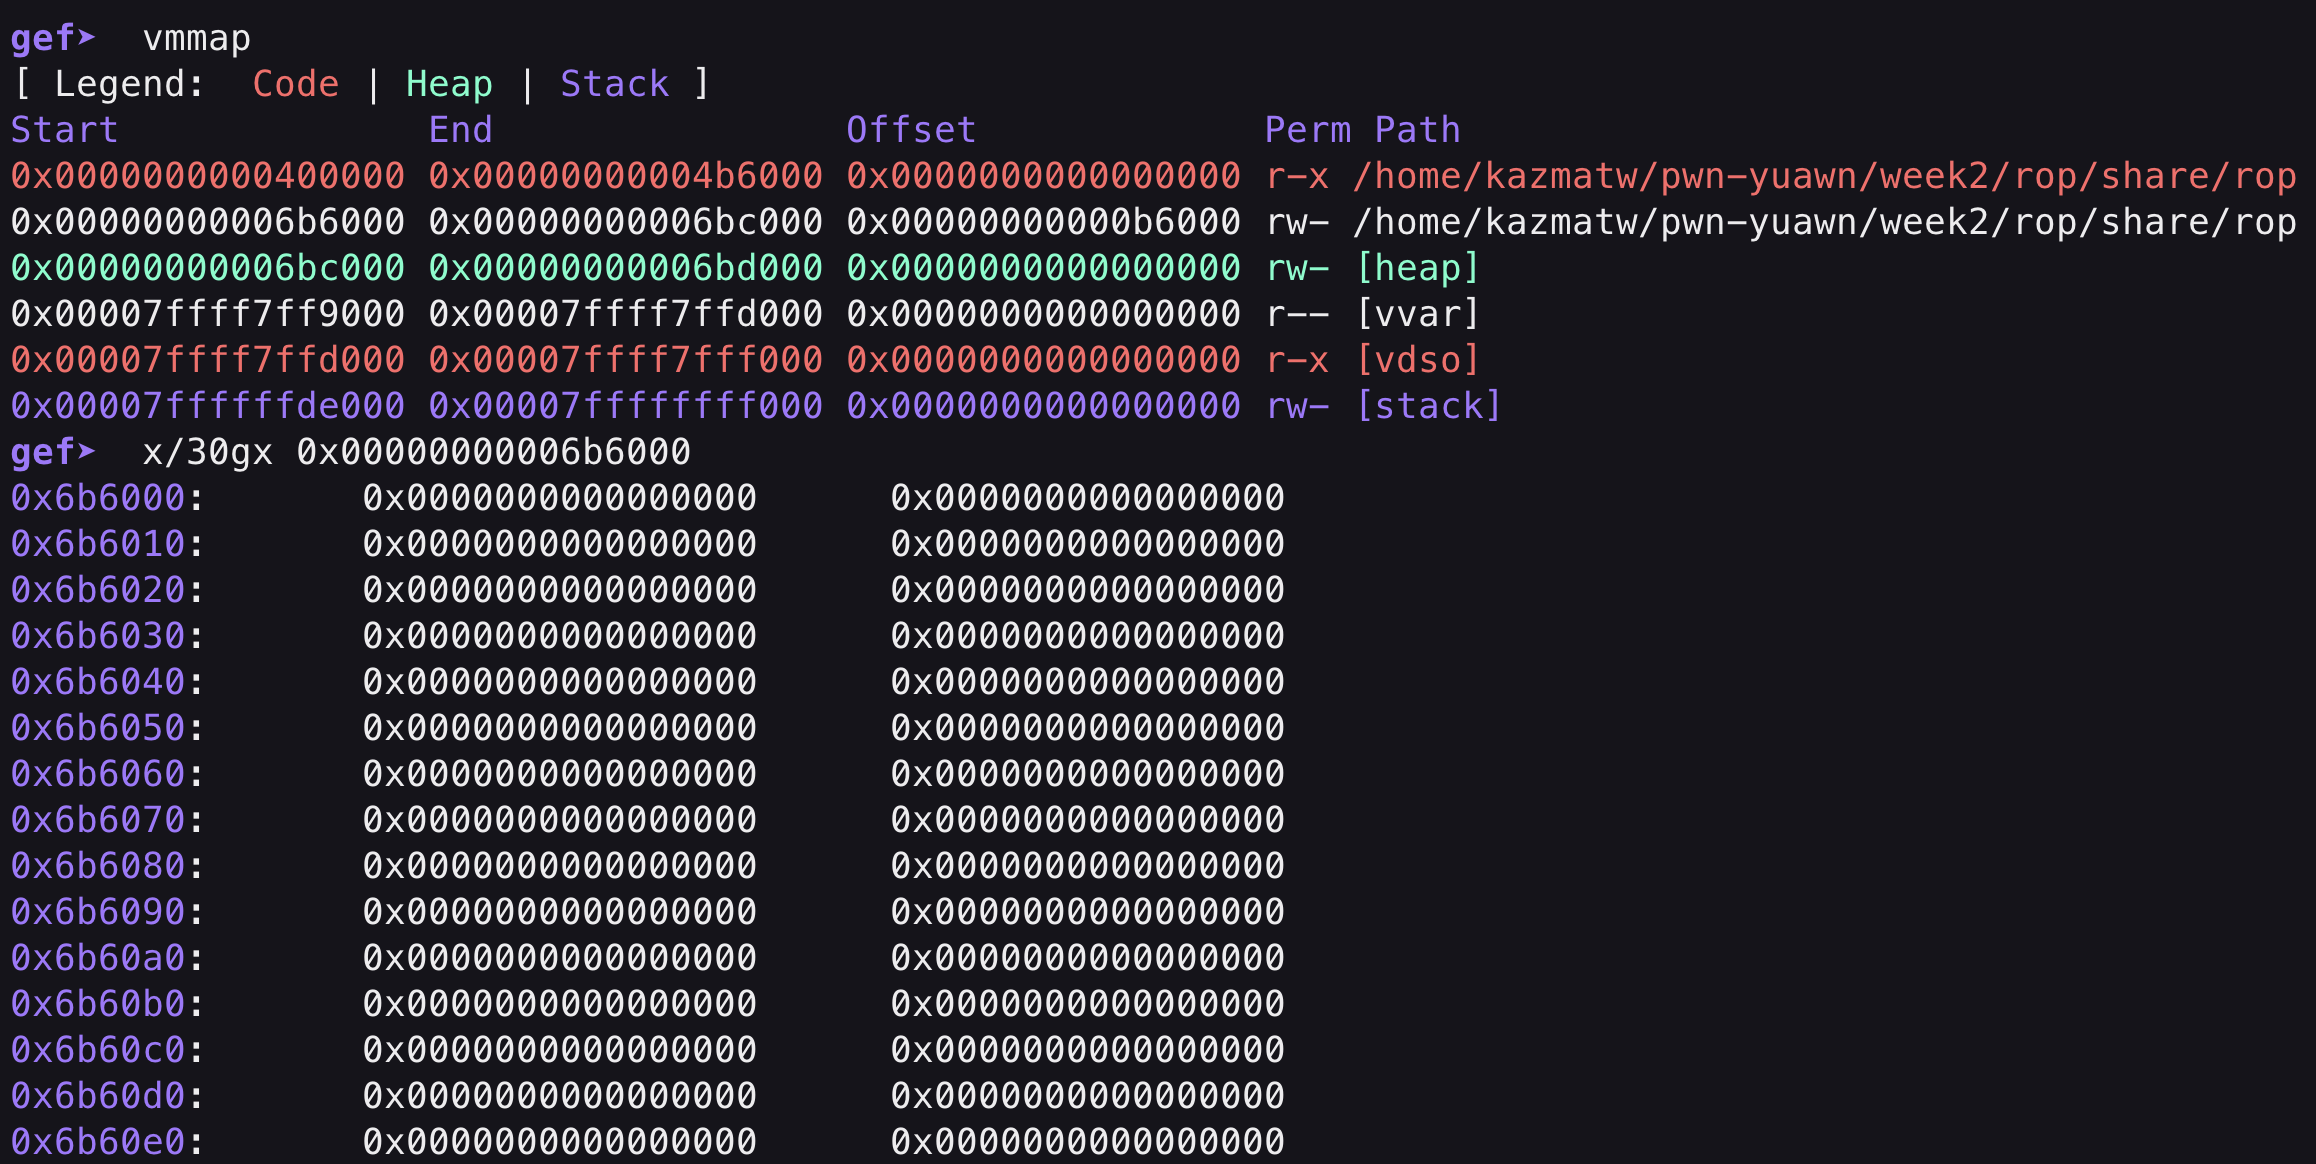 gef➤  vmmap
[ Legend:  Code | Heap | Stack ]
Start              End                Offset             Perm Path
0x0000000000400000 0x00000000004b6000 0x0000000000000000 r-x /home/kazmatw/pwn-yuawn/week2/rop/share/rop
0x00000000006b6000 0x00000000006bc000 0x00000000000b6000 rw- /home/kazmatw/pwn-yuawn/week2/rop/share/rop
0x00000000006bc000 0x00000000006bd000 0x0000000000000000 rw- [heap]
0x00007ffff7ff9000 0x00007ffff7ffd000 0x0000000000000000 r-- [vvar]
0x00007ffff7ffd000 0x00007ffff7fff000 0x0000000000000000 r-x [vdso]
0x00007ffffffde000 0x00007ffffffff000 0x0000000000000000 rw- [stack]
gef➤  x/30gx 0x00000000006b6000
0x6b6000:       0x0000000000000000      0x0000000000000000
0x6b6010:       0x0000000000000000      0x0000000000000000
0x6b6020:       0x0000000000000000      0x0000000000000000
0x6b6030:       0x0000000000000000      0x0000000000000000
0x6b6040:       0x0000000000000000      0x0000000000000000
0x6b6050:       0x0000000000000000      0x0000000000000000
0x6b6060:       0x0000000000000000      0x0000000000000000
0x6b6070:       0x0000000000000000      0x0000000000000000
0x6b6080:       0x0000000000000000      0x0000000000000000
0x6b6090:       0x0000000000000000      0x0000000000000000
0x6b60a0:       0x0000000000000000      0x0000000000000000
0x6b60b0:       0x0000000000000000      0x0000000000000000
0x6b60c0:       0x0000000000000000      0x0000000000000000
0x6b60d0:       0x0000000000000000      0x0000000000000000
0x6b60e0:       0x0000000000000000      0x0000000000000000